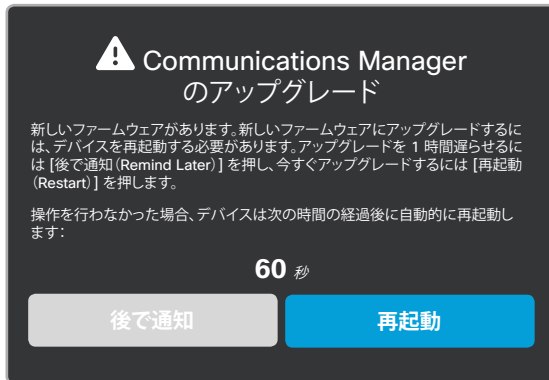 Communications Manager
のアップグレード
新しいファームウェアがあります。新しいファームウェアにアップグレードするに
は、デバイスを再起動する必要があります。アップグレードを 1 時間遅らせるに
は [後で通知（Remind Later）] を押し、今すぐアップグレードするには [再起動
（Restart）] を押します。
操作を行わなかった場合、デバイスは次の時間の経過後に自動的に再起動し
ます：
60 秒
後で通知
再起動